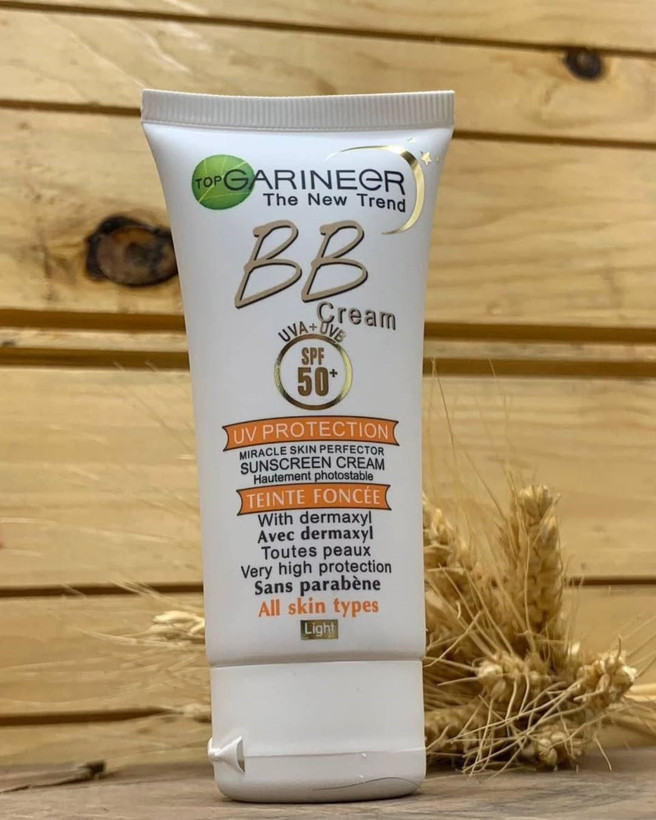 TOP GARINEER
The New Trend
BB
Cream
UVA+UVB
SPF
50+
UV PROTECTION
MIRACLE SKIN PERFECTOR
SUNSCREEN CREAM
Hautement photostable
TEINTE FONCÉE
With dermaxyl
Avec dermaxyl
Toutes peaux
Very high protection
Sans parabène
All skin types
Light